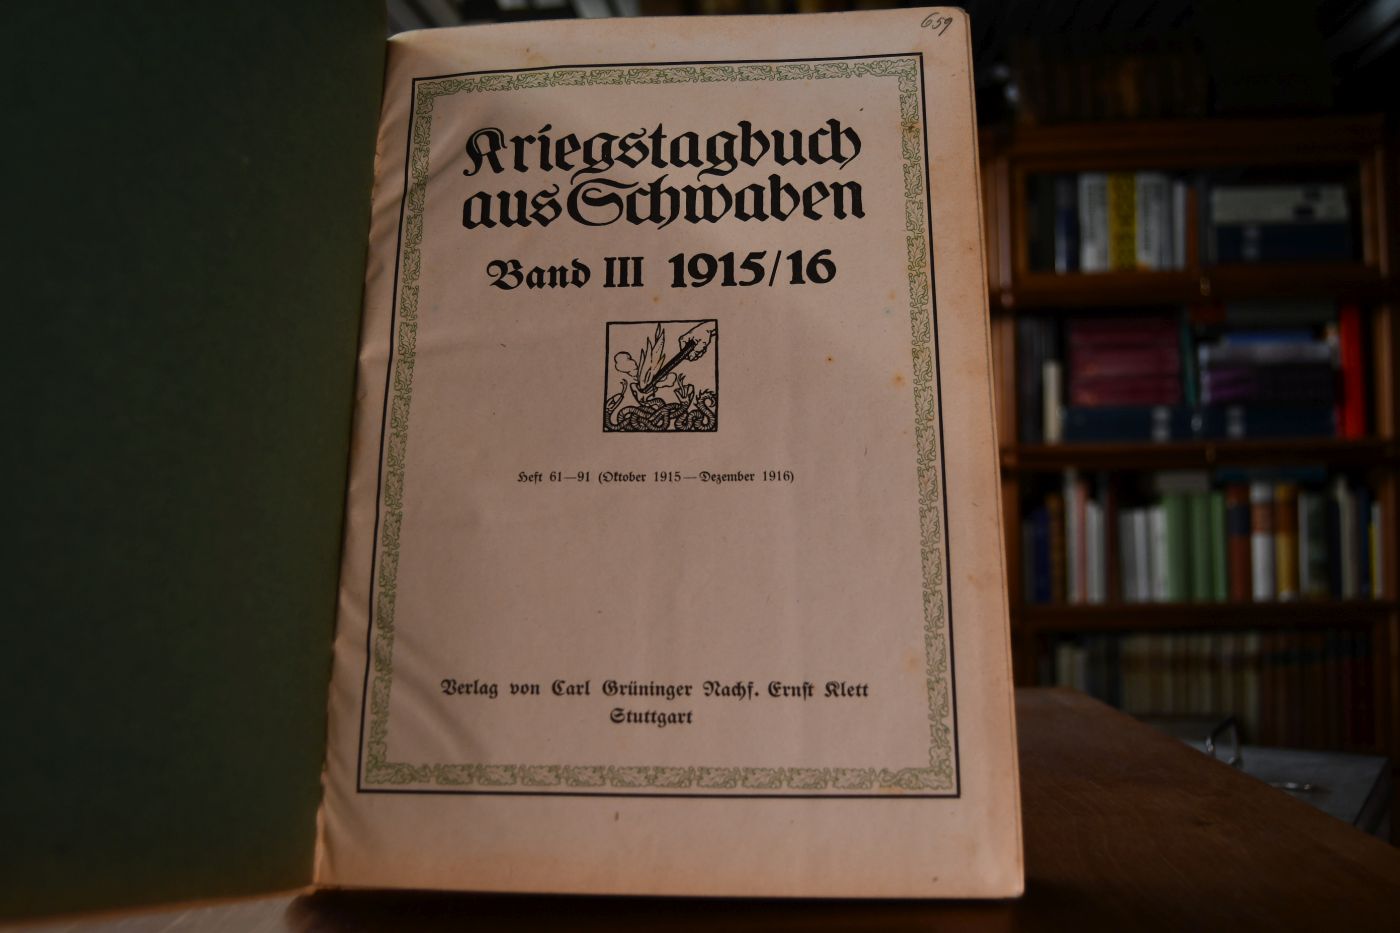 659
Kriegstagbuch
aus Schwaben
Band III 1915/16
Heft 61—91 (Oktober 1915—Dezember 1916)
Verlag von Carl Grüninger Nachf. Ernst Klett
Stuttgart